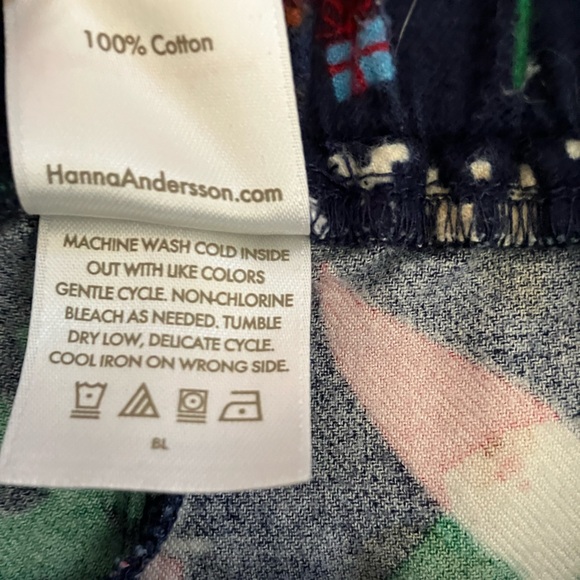 100% Cotton
HannaAndersson.com
MACHINE WASH COLD INSIDE
OUT WITH LIKE COLORS
GENTLE CYCLE. NON-CHLORINE
BLEACH AS NEEDED. TUMBLE
DRY LOW, DELICATE CYCLE.
COOL IRON ON WRONG SIDE.
BL